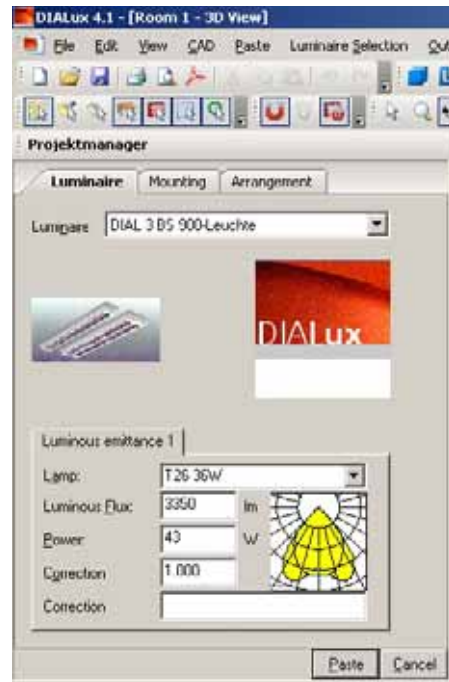 DIALux 4.1 - [Room 1 - 3D View]
File Edit View CAD Paste Luminaire Selection Out
Projektmanager
Luminaire Mounting Arrangement
Luminaire DIAL 3 BS 900-Leuchte
DIALux
Luminous emittance 1
Lamp: T26 36W
Luminous Flux: 3350 lm
Power: 43 W
Correction 1.000
Correction
Paste Cancel